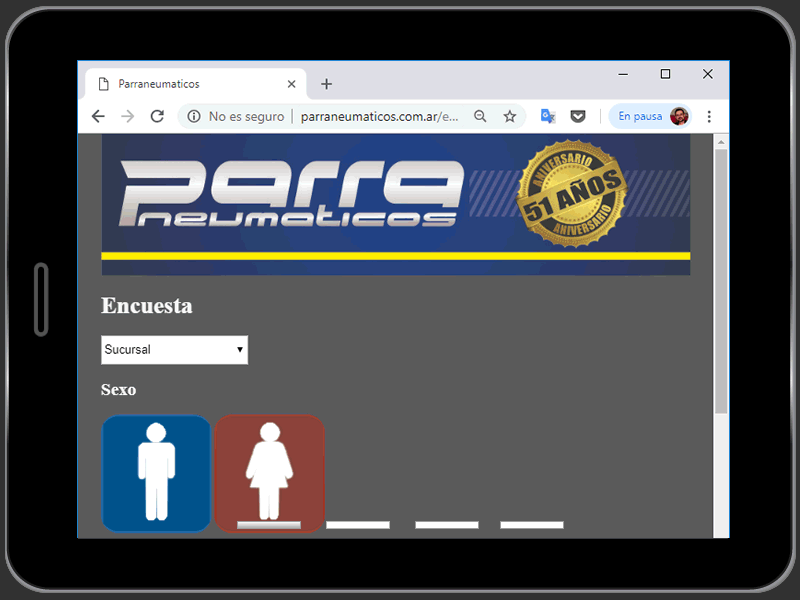 Parraneumaticos
No es seguro
parraneumaticos.com.ar/e...
En pausa
Parra
neumaticos
ANIVERSARIO
51 AÑOS
ANIVERSARIO
Encuesta
Sucursal
Sexo